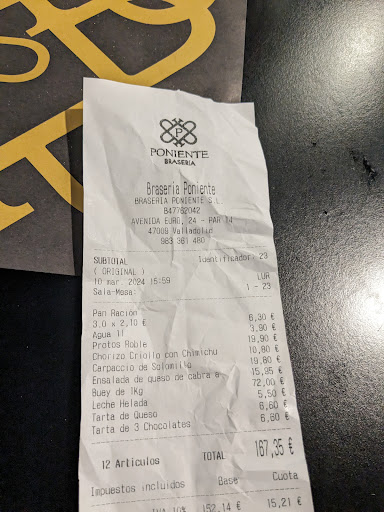 PONIENTE
BRASERIA
Braseria Poniente
BRASERIA PONIENTE S.L.
B47782042
AVENIDA EURO, 24 - PAR 14
47009 Valladolid
983 361 480
SUBTOTAL Identificador: 23
( ORIGINAL )
10 mar. 2024 15:59 LUR
Sala-Mesa: 1 - 23
Pan Ración 6,30 €
3,0 x 2,10 €
Agua 1l 3,90 €
Protos Roble 19,90 €
Chorizo Criollo con Chimichu 10,80 €
Carpaccio de Solomillo 19,80 €
Ensalada de queso de cabra e 15,95 €
Buey de 1Kg 72,00 €
Leche Helada 5,50 €
Tarta de Queso 6,60 €
Tarta de 3 Chocolates 6,60 €
12 Artículos TOTAL 167,35 €
Impuestos incluidos Base Cuota
IVA 10% 152,14 € 15,21 €